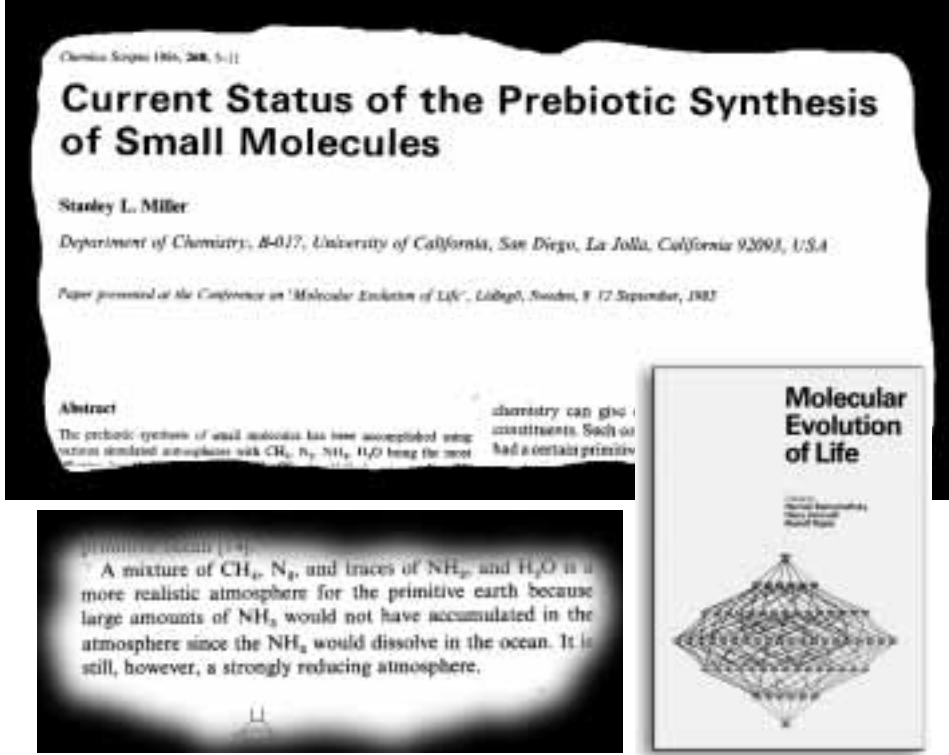 Chemica Scripta 1986, 26B, 5-11
Current Status of the Prebiotic Synthesis
of Small Molecules
Stanley L. Miller
Department of Chemistry, B-017, University of California, San Diego, La Jolla, California 92093, USA
Paper presented at the Conference on 'Molecular Evolution of Life', Lidingö, Sweden, 8-12 September, 1985
Abstract
The prebiotic synthesis of small molecules has been accomplished using
various simulated atmospheres with CH₄, N₂, NH₃, H₂O being the most
chemistry can give
constituents. Such
had a certain primitive
Molecular
Evolution
of Life
primitive ocean [14].
A mixture of CH₄, N₂, and traces of NH₃, and H₂O is a
more realistic atmosphere for the primitive earth because
large amounts of NH₃ would not have accumulated in the
atmosphere since the NH₃ would dissolve in the ocean. It is
still, however, a strongly reducing atmosphere.